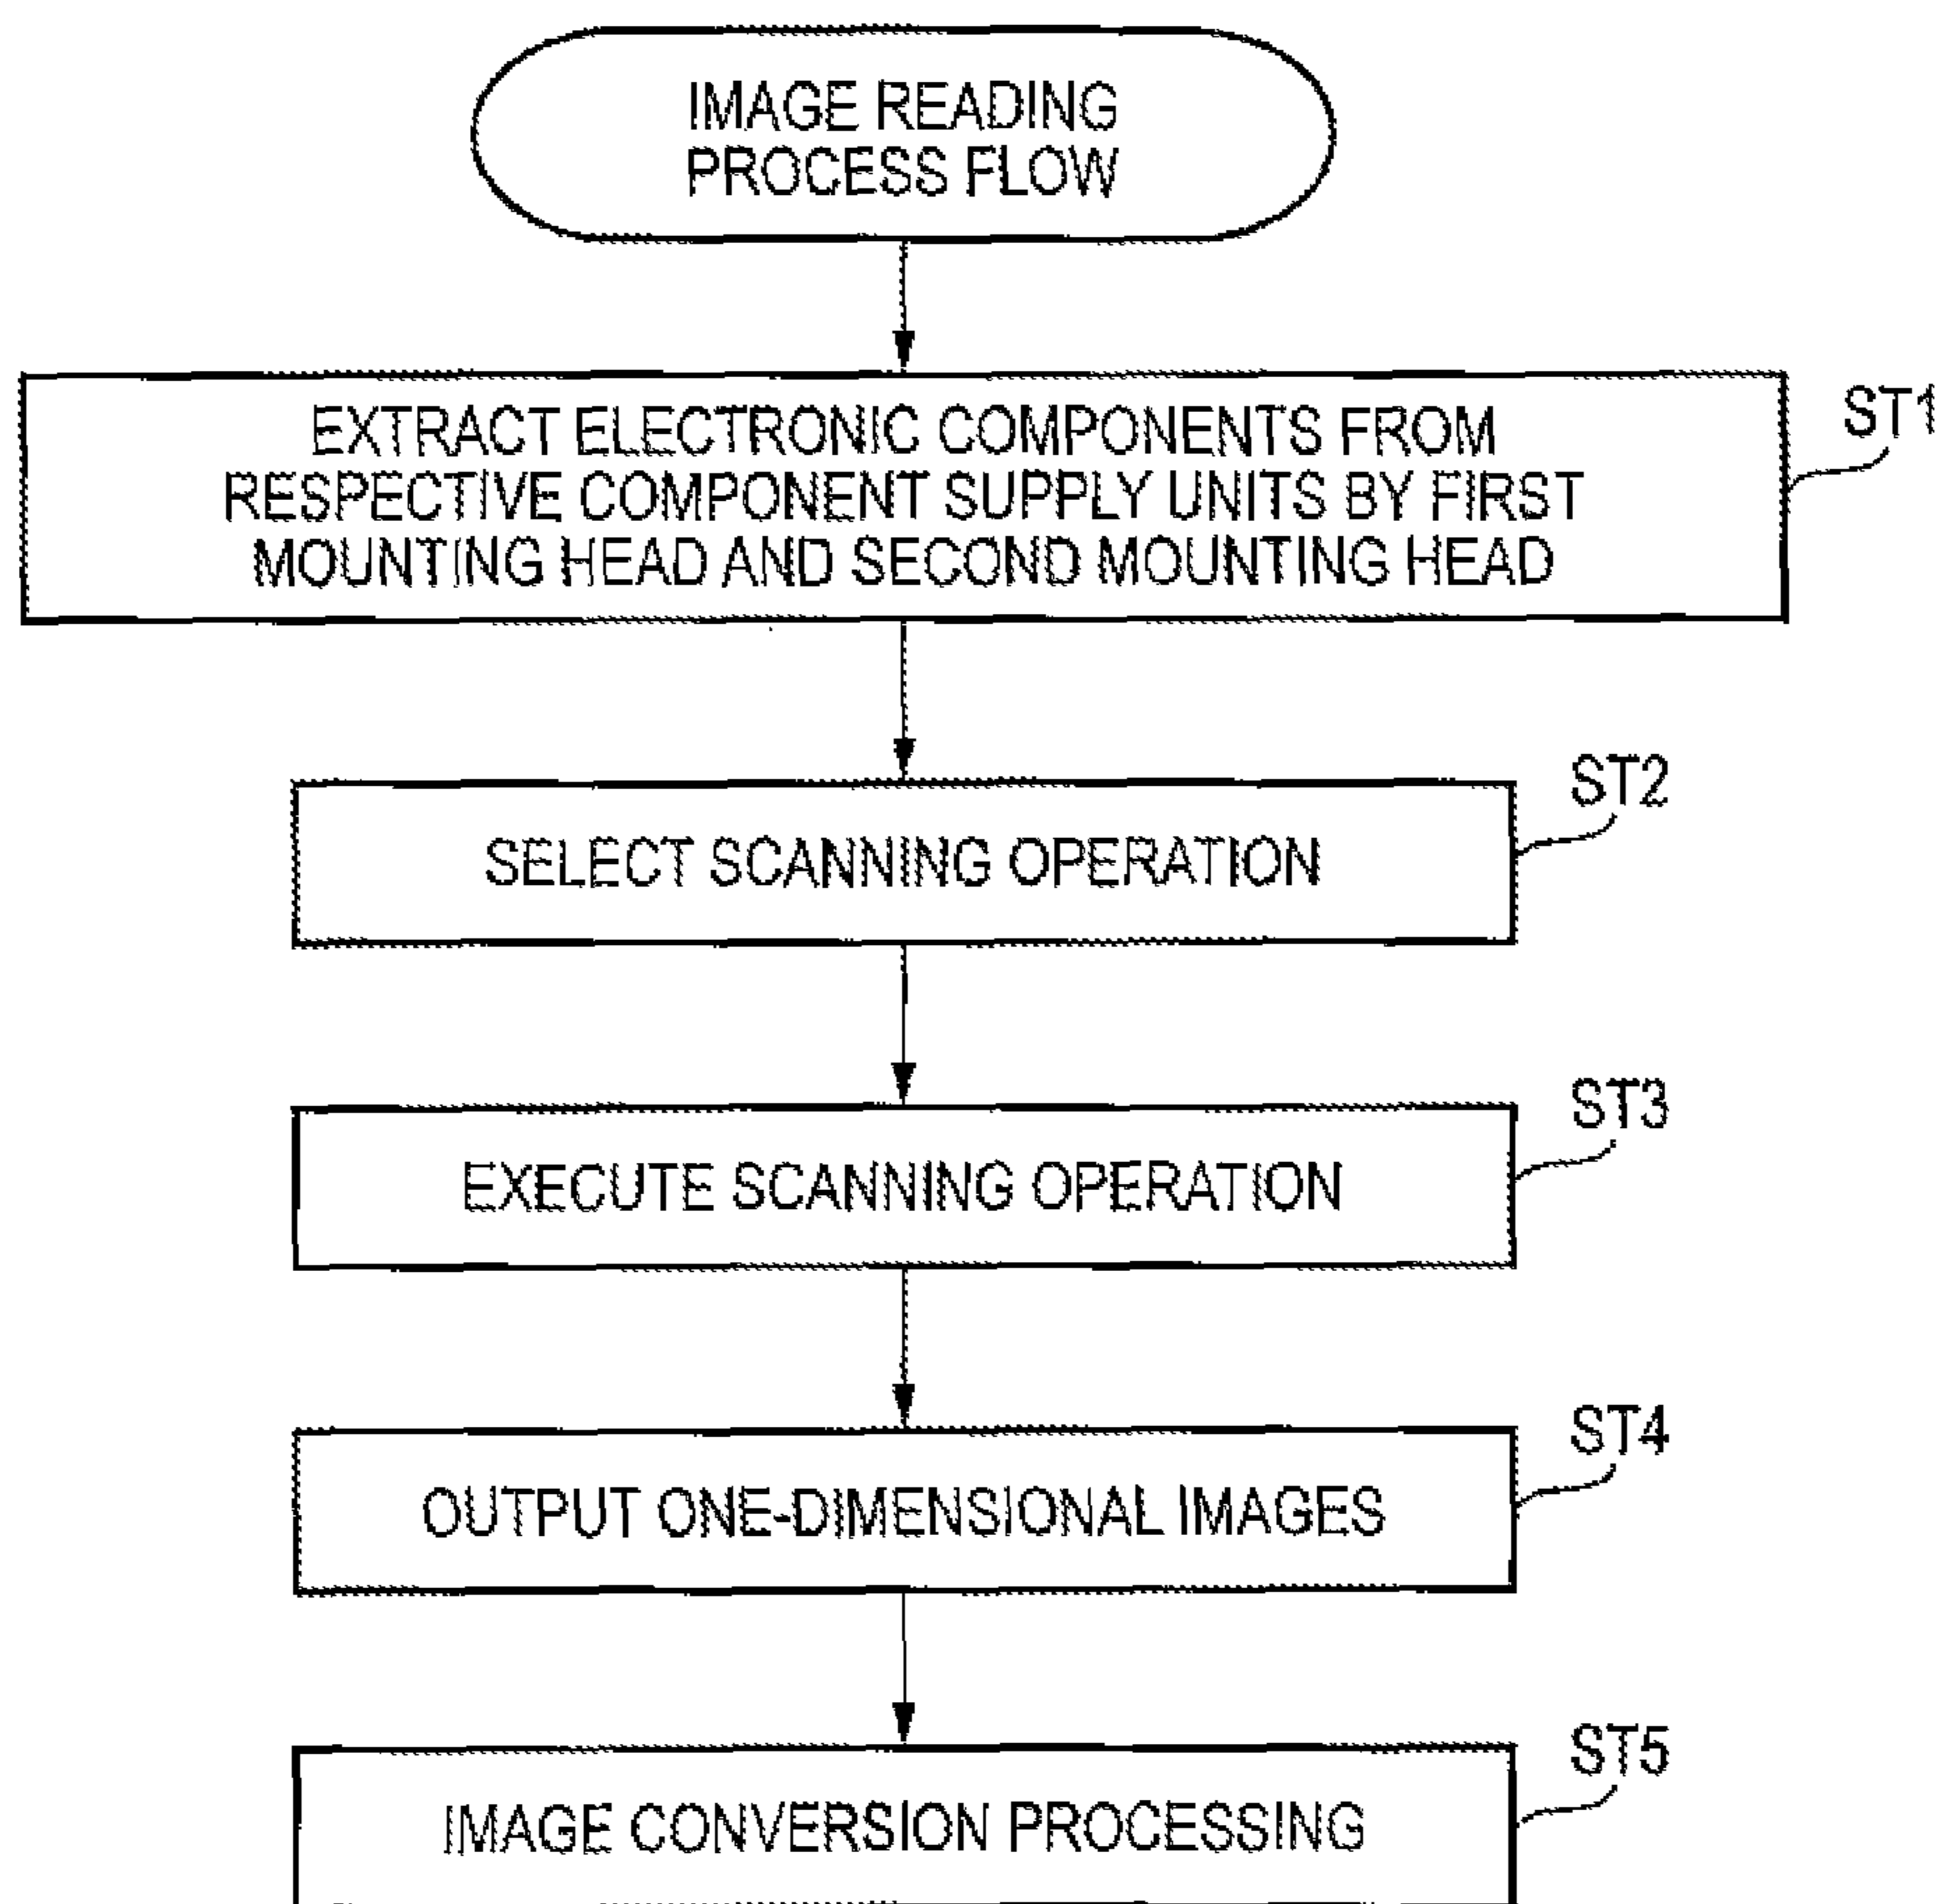 IMAGE READING
PROCESS FLOW
ST1
EXTRACT ELECTRONIC COMPONENTS FROM
RESPECTIVE COMPONENT SUPPLY UNITS BY FIRST
MOUNTING HEAD AND SECOND MOUNTING HEAD
ST2
SELECT SCANNING OPERATION
ST3
EXECUTE SCANNING OPERATION
ST4
OUTPUT ONE-DIMENSIONAL IMAGES
ST5
IMAGE CONVERSION PROCESSING